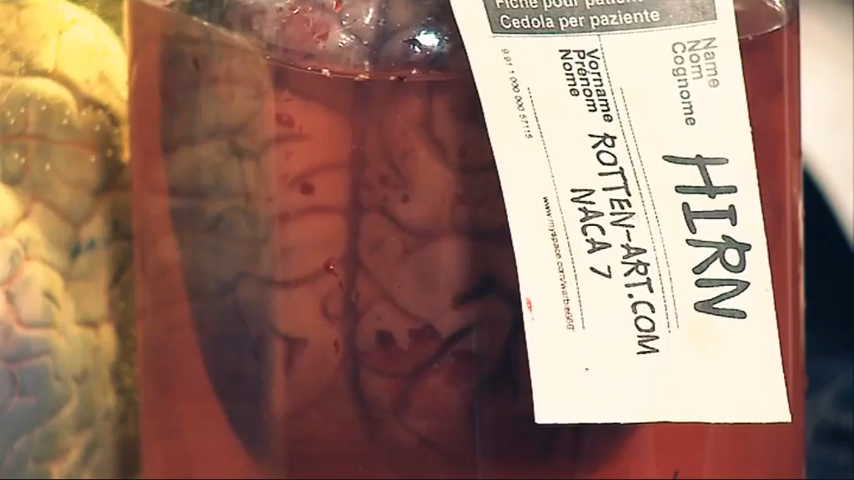 Fiche pour patient
Cedola per paziente
Name
Nom
Cognome
HIRN
Vorname
Prénom
Nome
ROTTEN-ART.COM
NACA 7